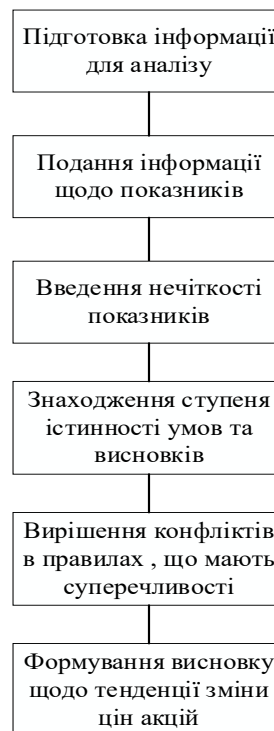 Підготовка інформації
для аналізу
Подання інформації
щодо показників
Введення нечіткості
показників
Знаходження ступеня
істинності умов та
висновків
Вирішення конфліктів
в правилах , що мають
суперечливості
Формування висновку
щодо тенденції зміни
цін акцій